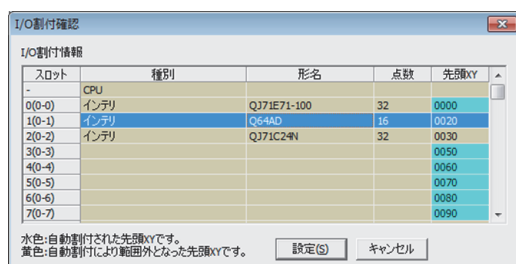 I/O割付確認
I/O割付情報
スロット 種別 形名 点数 先頭XY
- CPU
0(0-0) インテリ QJ71E71-100 32 0000
1(0-1) インテリ Q64AD 16 0020
2(0-2) インテリ QJ71C24N 32 0030
3(0-3) 0050
4(0-4) 0060
5(0-5) 0070
6(0-6) 0080
7(0-7) 0090
水色:自動割付された先頭XYです。
黄色:自動割付により範囲外となった先頭XYです。
設定(S) キャンセル